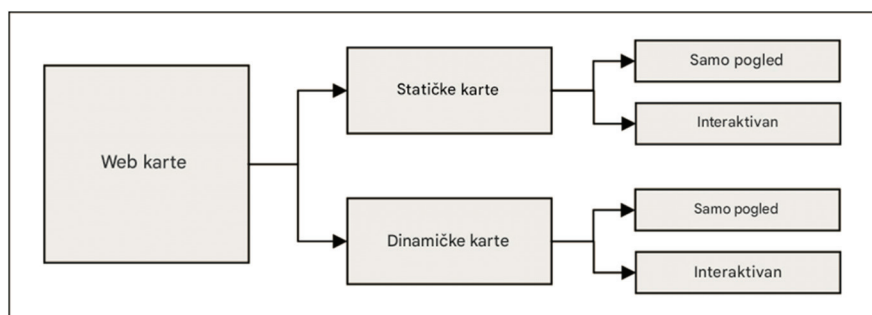 Web karte
Statičke karte
Samo pogled
Interaktivan
Dinamičke karte
Samo pogled
Interaktivan